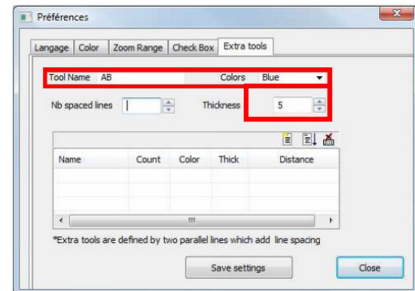 Préférences
Langage Color Zoom Range Check Box Extra tools
Tool Name AB Colors Blue
Nb spaced lines Thickness 5
Name Count Color Thick Distance
*Extra tools are defined by two parallel lines which add line spacing
Save settings Close